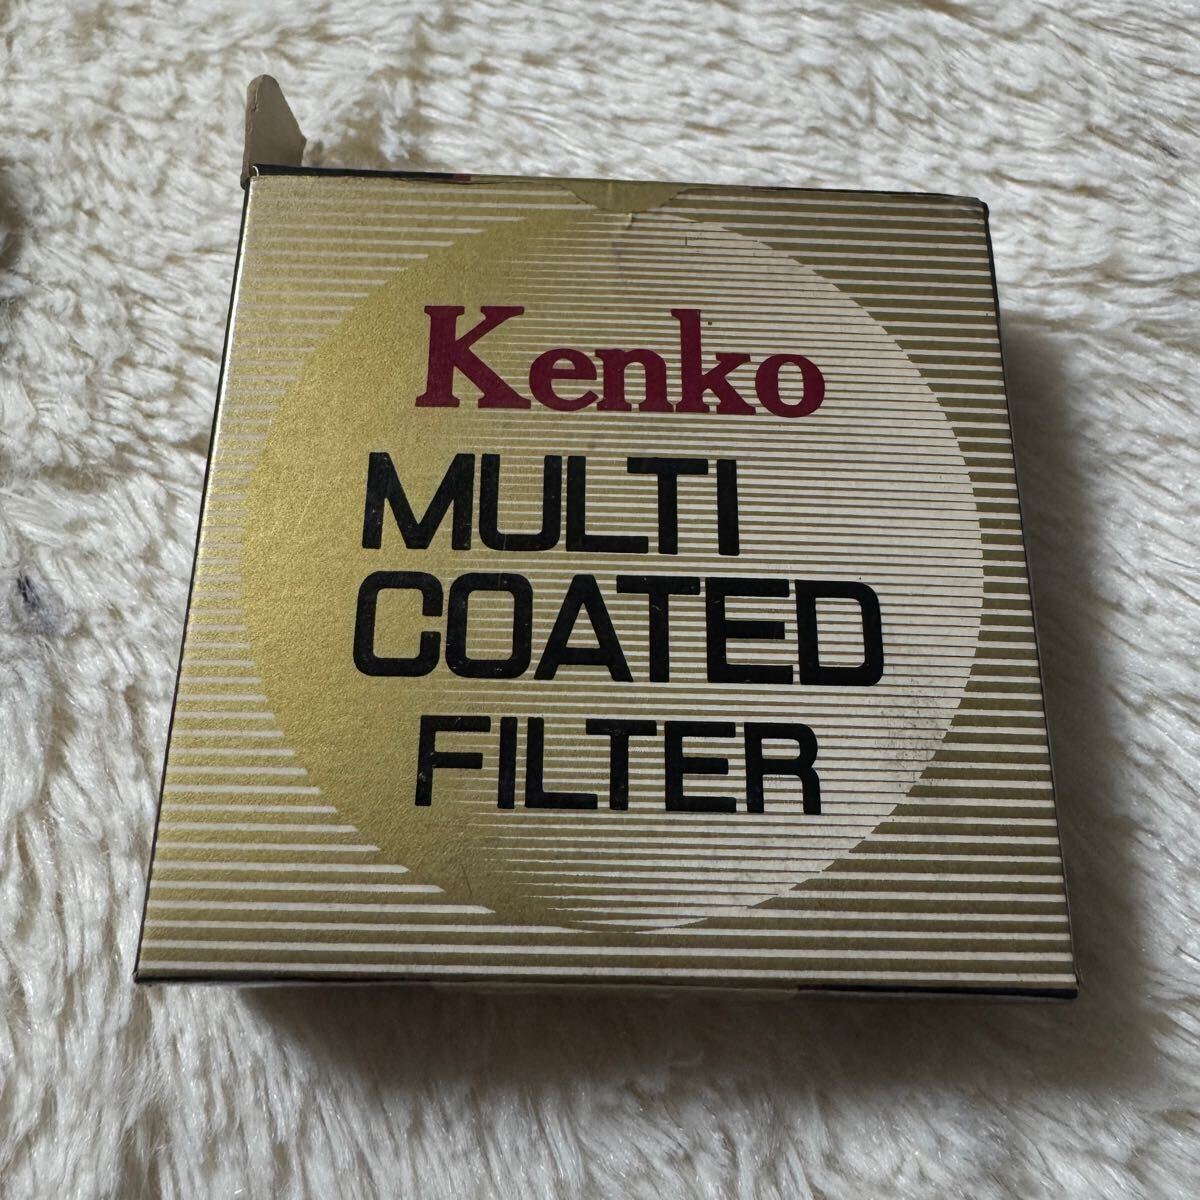 Kenko
MULTI
COATED
FILTER